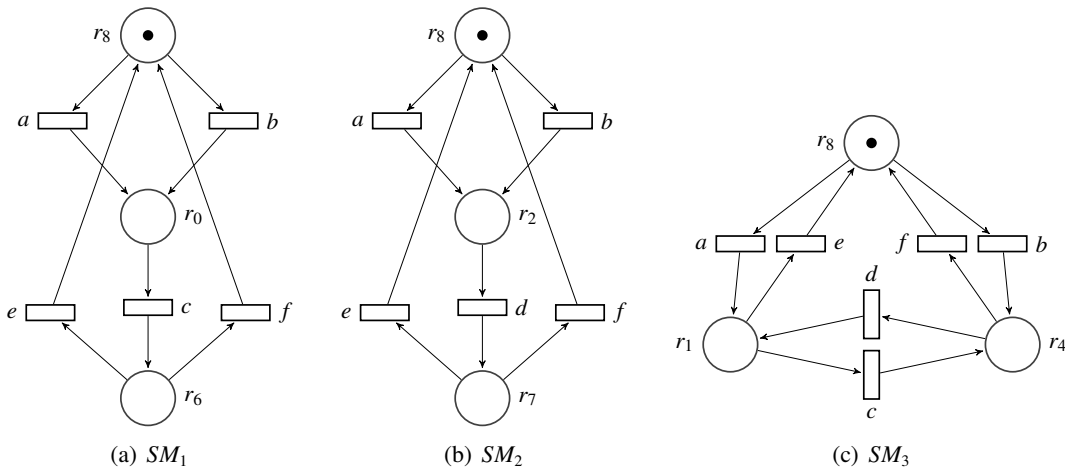 r₈
a
b
r₀
c
e
f
r₆
(a) SM₁
r₈
a
b
r₂
d
e
f
r₇
(b) SM₂
r₈
a
e
f
b
d
r₁
r₄
c
(c) SM₃